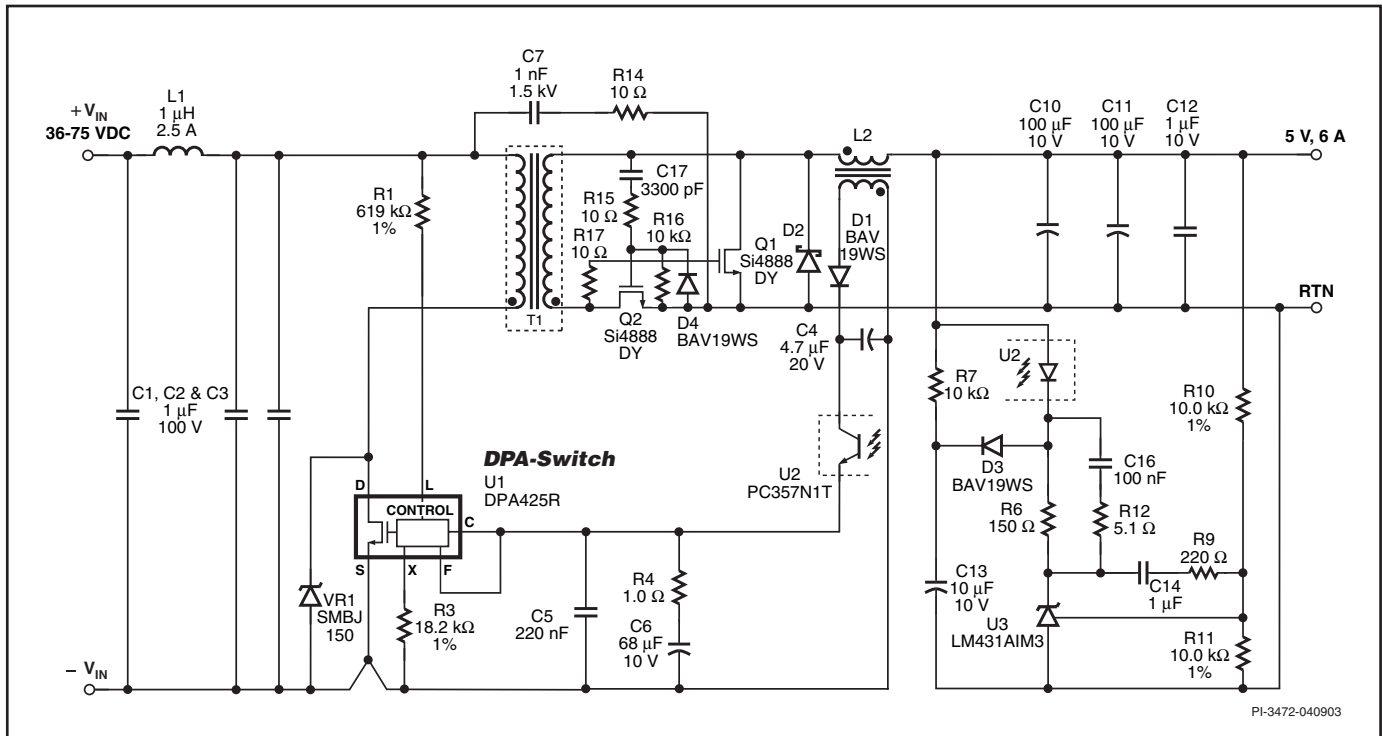 C7
1 nF
1.5 kV
R14
10 Ω
L1
1 μH
2.5 A
+ VIN
36-75 VDC
R1
619 kΩ
1%
C17
3300 pF
R15
10 Ω
R16
10 kΩ
R17
10 Ω
Q1
Si4888
DY
T1
Q2
Si4888
DY
D4
BAV19WS
D2
L2
D1
BAV
19WS
C4
4.7 μF
20 V
C10
100 μF
10 V
C11
100 μF
10 V
C12
1 μF
10 V
5 V, 6 A
RTN
C1, C2 & C3
1 μF
100 V
U2
R7
10 kΩ
R10
10.0 kΩ
1%
DPA-Switch
U1
DPA425R
D
L
CONTROL
C
S
X
F
U2
PC357N1T
D3
BAV19WS
C16
100 nF
R6
150 Ω
R12
5.1 Ω
R9
220 Ω
C14
1 μF
VR1
SMBJ
150
R3
18.2 kΩ
1%
C5
220 nF
R4
1.0 Ω
C6
68 μF
10 V
C13
10 μF
10 V
U3
LM431AIM3
R11
10.0 kΩ
1%
− VIN
PI-3472-040903